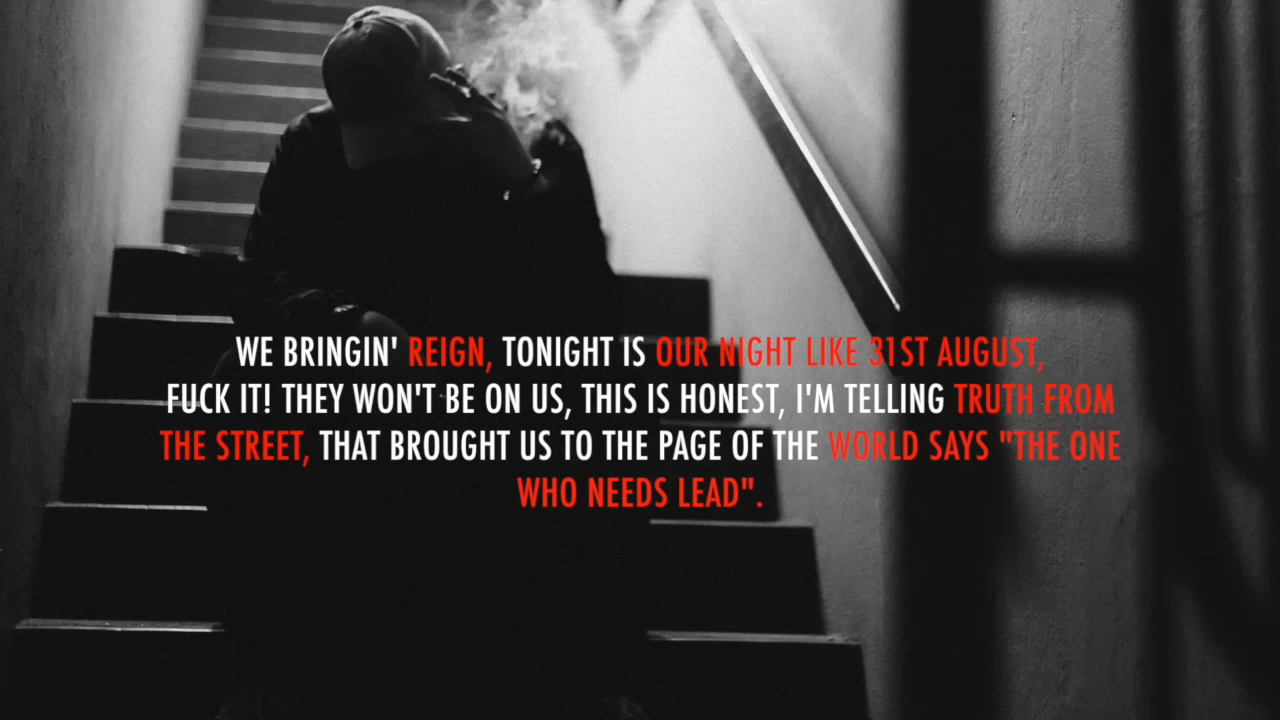 WE BRINGIN' REIGN, TONIGHT IS OUR NIGHT LIKE 31ST AUGUST,
FUCK IT! THEY WON'T BE ON US, THIS IS HONEST, I'M TELLING TRUTH FROM
THE STREET, THAT BROUGHT US TO THE PAGE OF THE WORLD SAYS "THE ONE
WHO NEEDS LEAD".